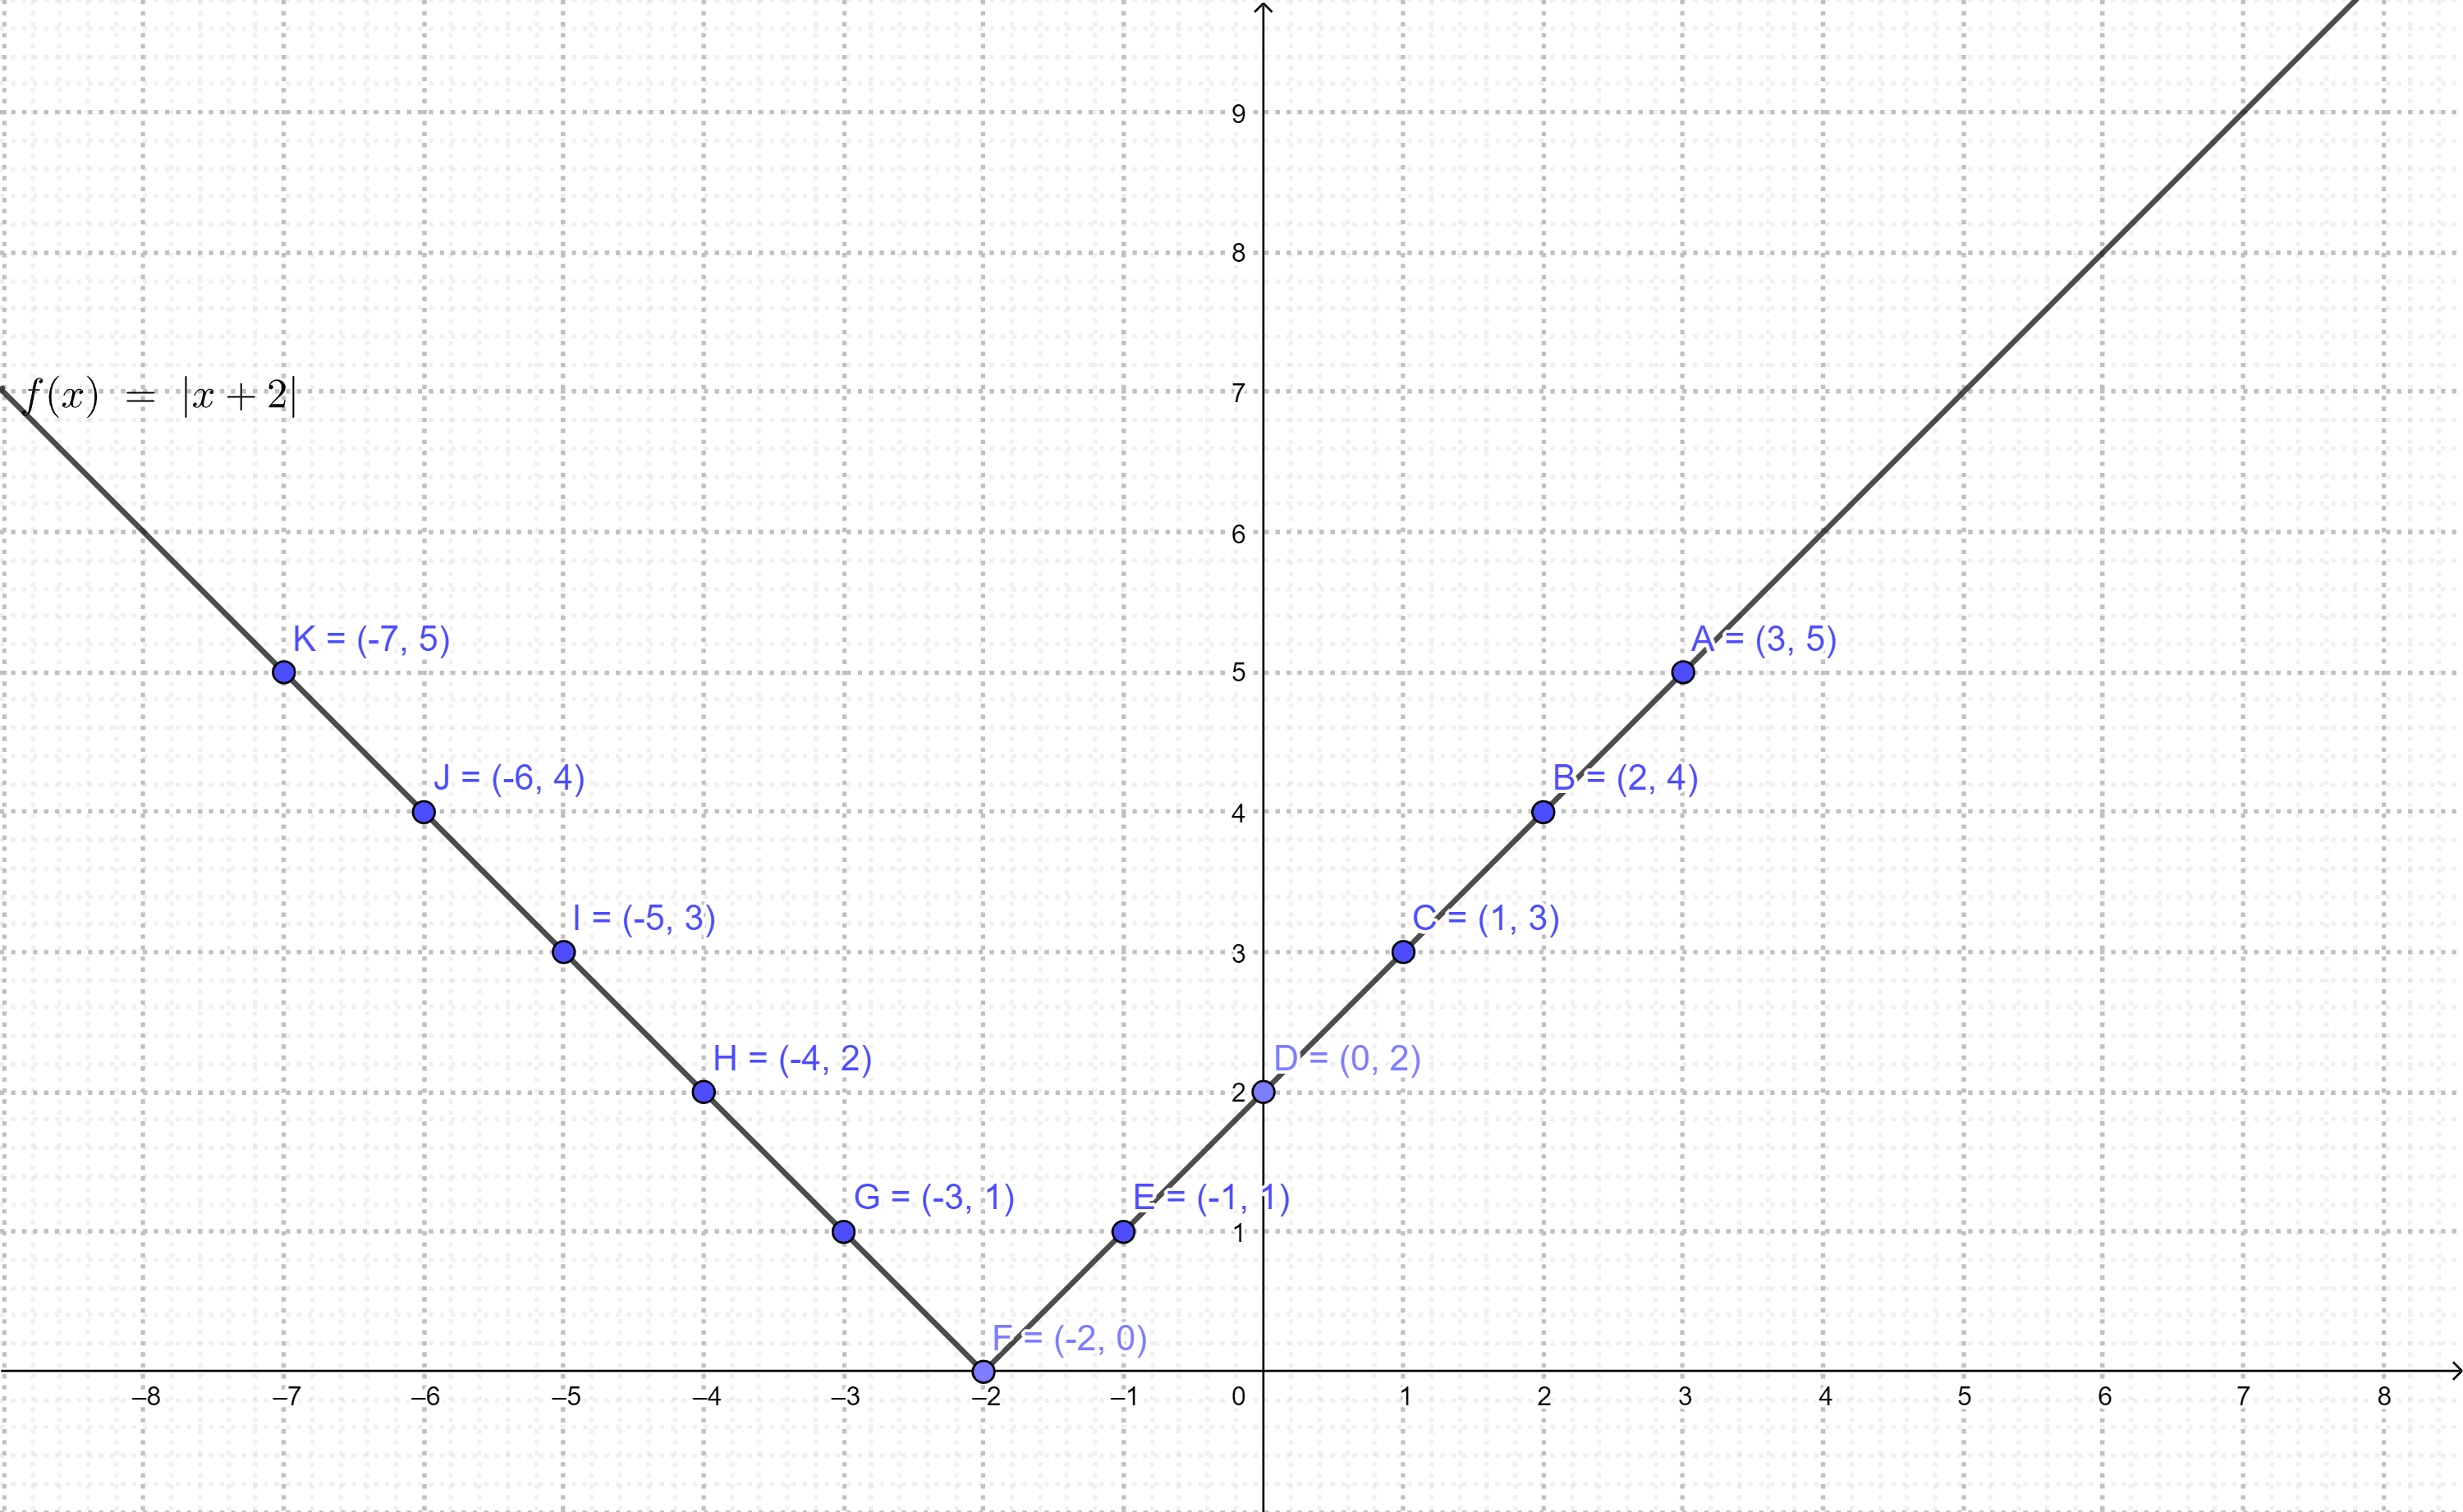 9
8
f(x) = |x + 2|
7
6
K = (-7, 5)
A = (3, 5)
5
J = (-6, 4)
B = (2, 4)
4
I = (-5, 3)
C = (1, 3)
3
H = (-4, 2)
D = (0, 2)
2
G = (-3, 1)
E = (-1, 1)
1
F = (-2, 0)
–8 –7 –6 –5 –4 –3 –2 –1 0 1 2 3 4 5 6 7 8